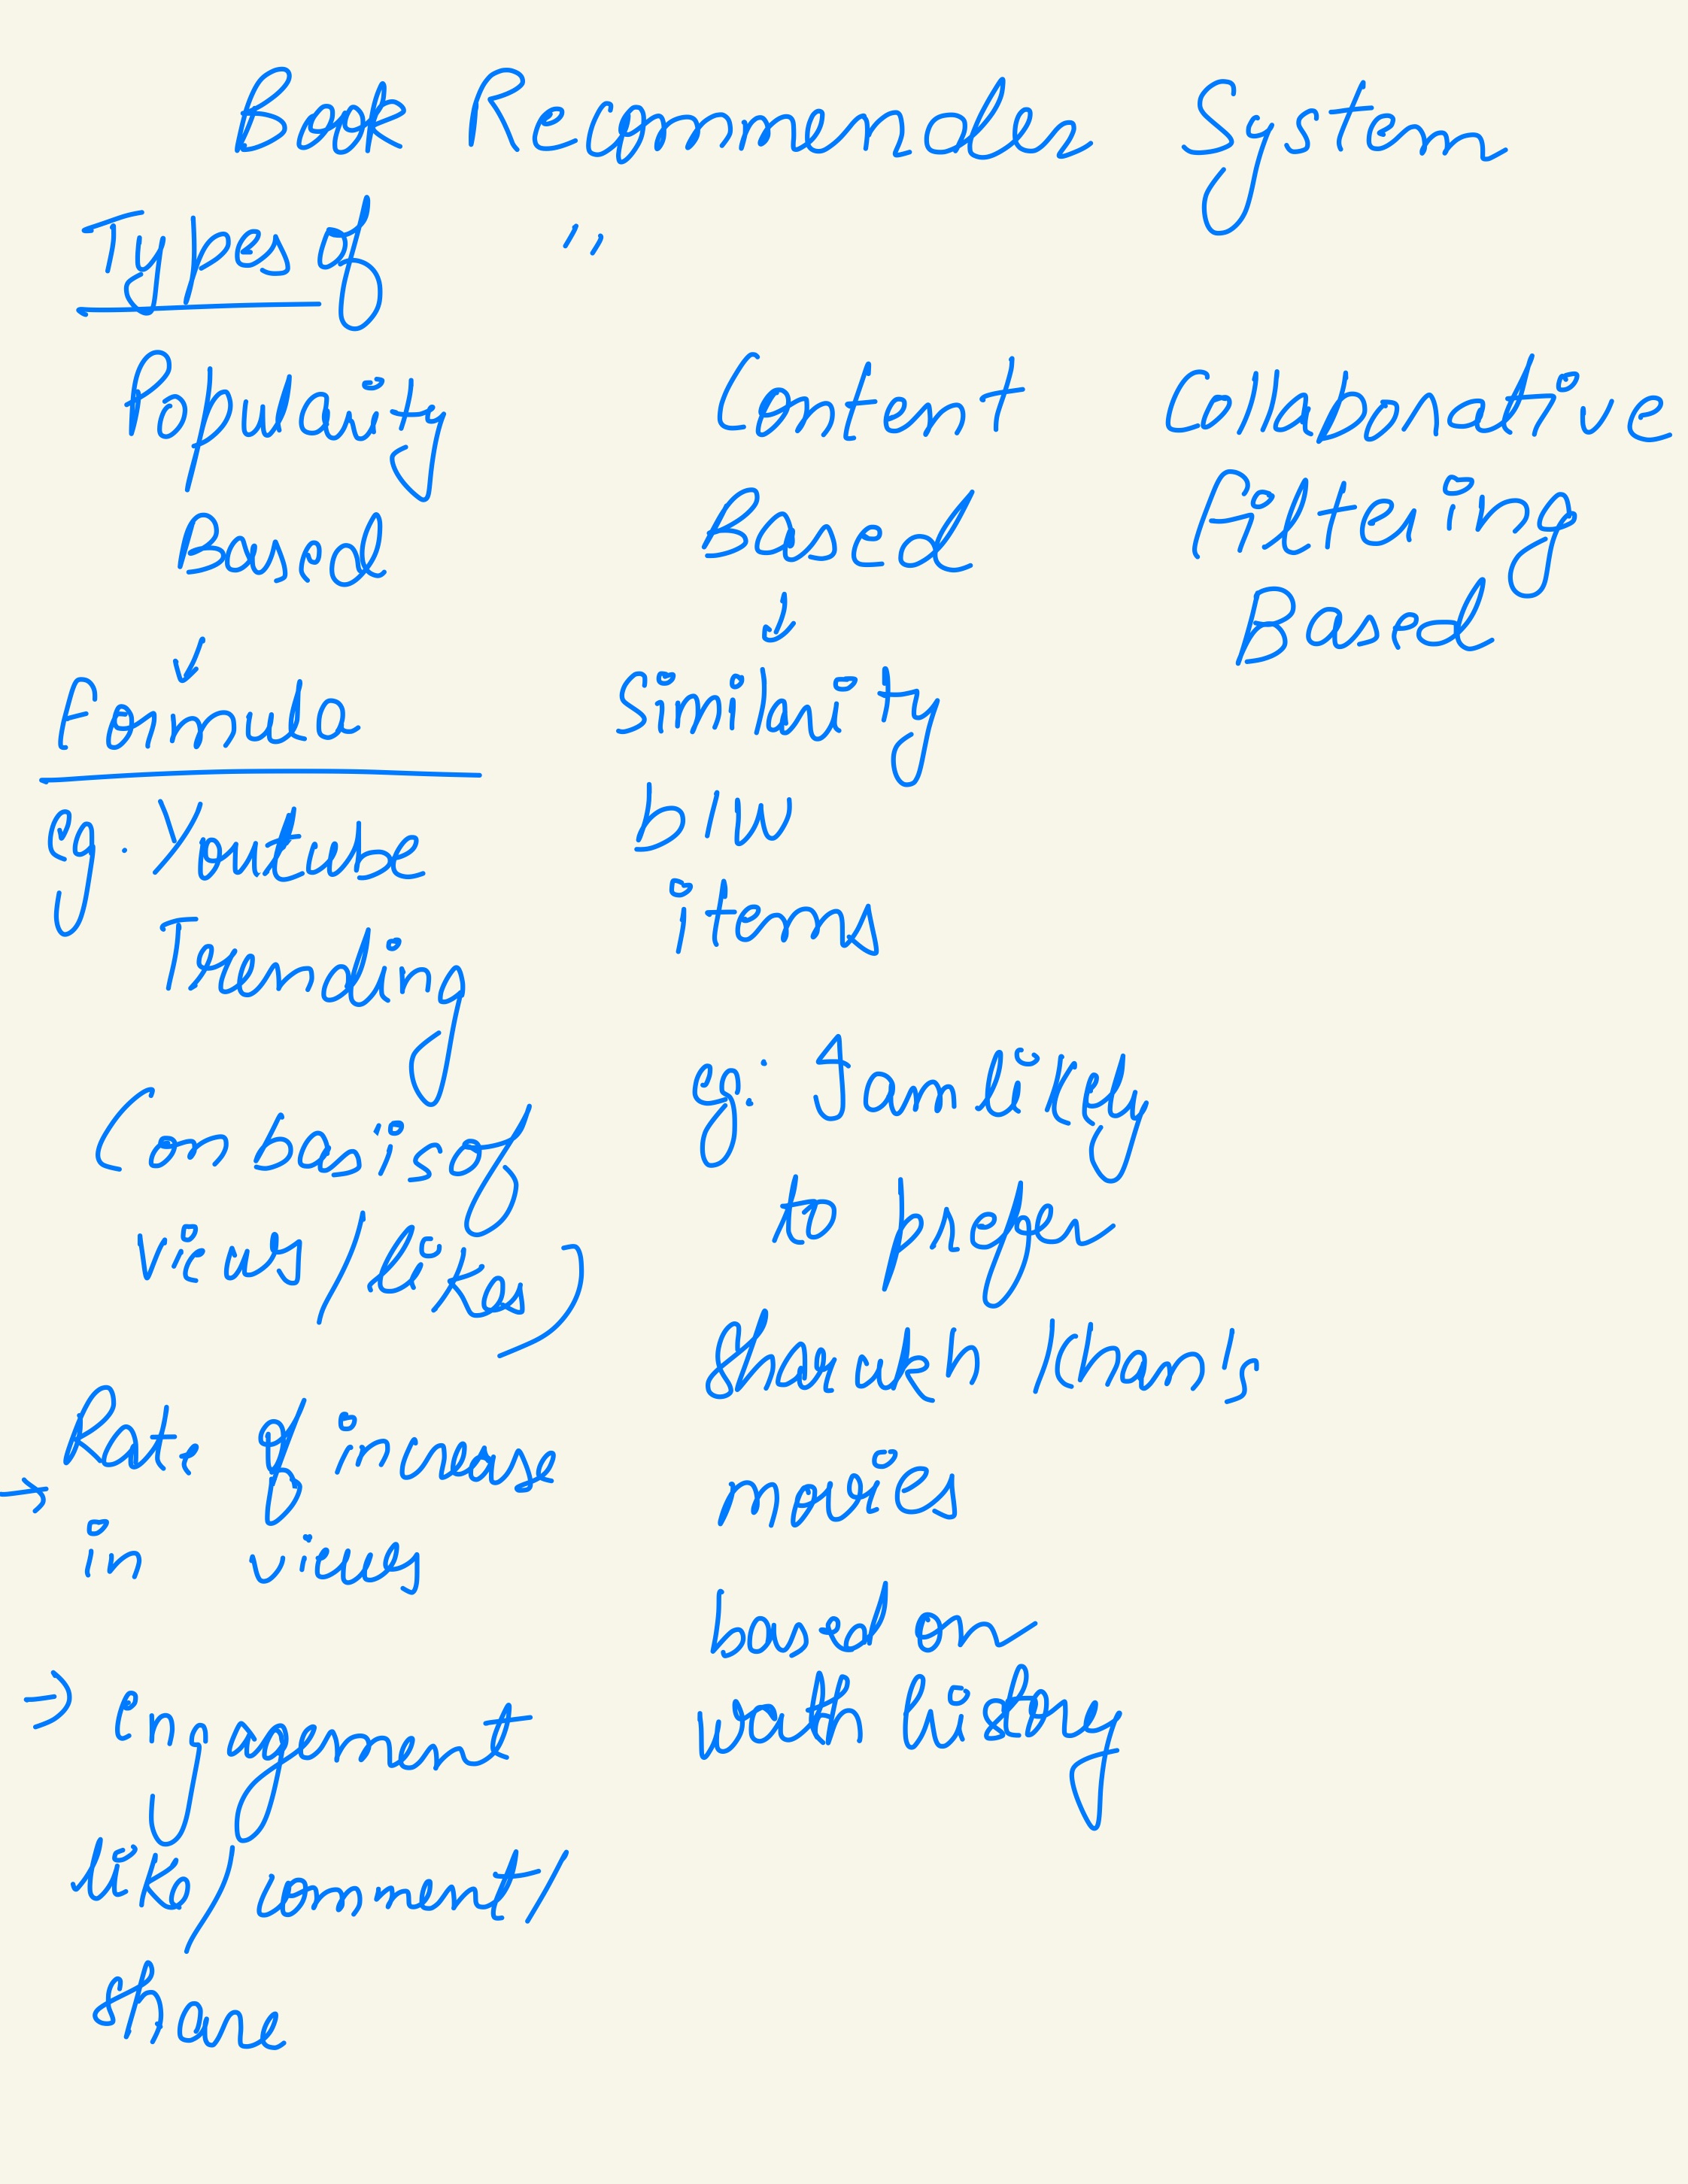 Book Recommender System
Types of "
Popularity
Based
Formula
eg. Youtube
Trending
(on basis of
views/likes)
→ Rate of increase
in views
→ engagement
like/comment/
share
Content
Based
↓
Similarity
b/w
items
eg: I am likely
to prefer
Sharukh Khan's
movies
based on
watch history
Collaborative
Filtering
Based